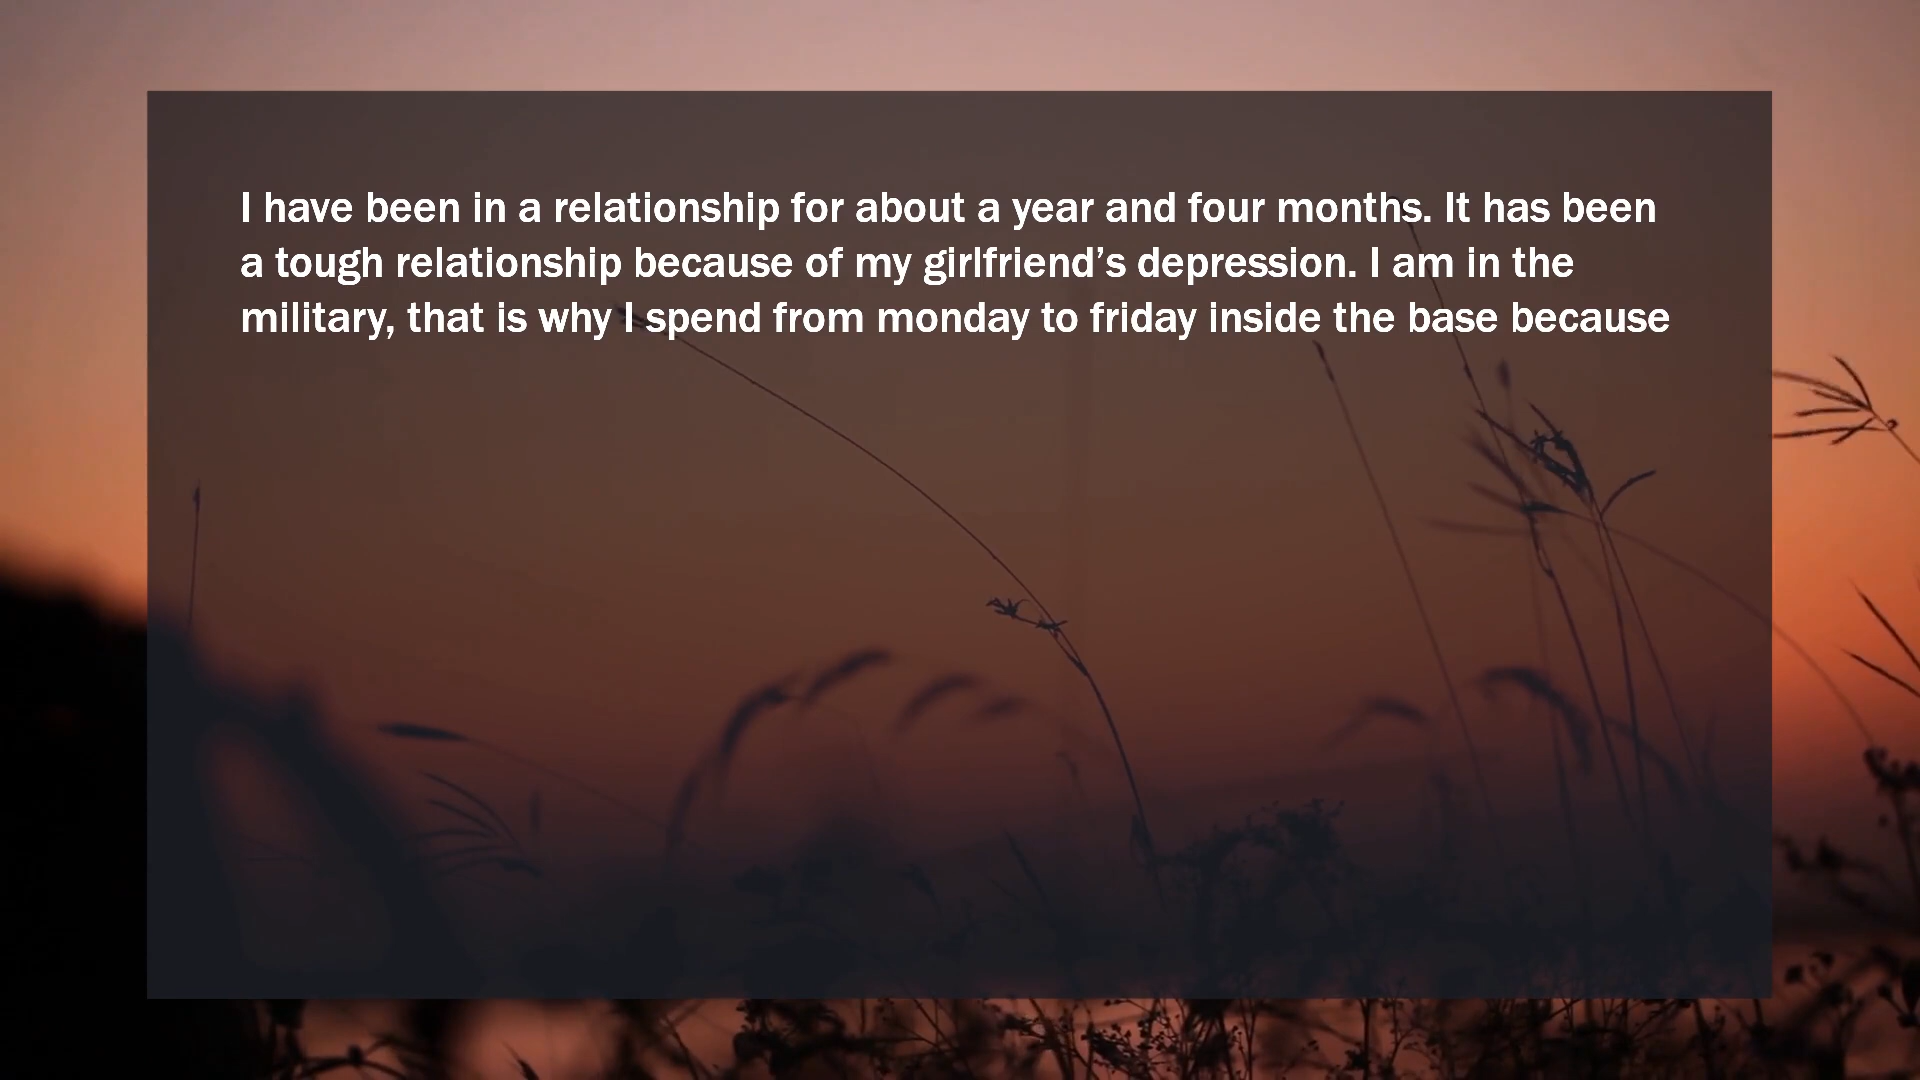 I have been in a relationship for about a year and four months. It has been
a tough relationship because of my girlfriend’s depression. I am in the
military, that is why I spend from monday to friday inside the base because